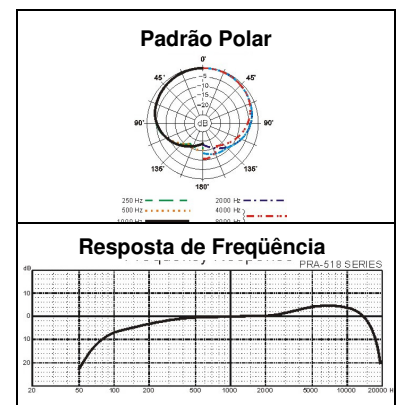 Padrão Polar
0'
45' 45'
-5
-10
-15
-20
90' dB 90'
135' 135'
180'
250 Hz 2000 Hz
500 Hz 4000 Hz
1000 Hz 8000 Hz
Resposta de Freqüência
PRA-518 SERIES
dB
10
0
10
20
20 50 100 200 500 1000 2000 5000 10000 20000 H